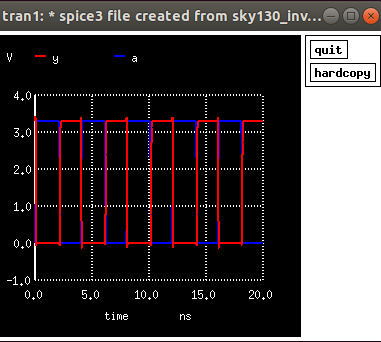 tran1: * spice3 file created from sky130_inv...
V y a
quit
hardcopy
4.0
3.0
2.0
1.0
0.0
-1.0
0.0 5.0 10.0 15.0 20.0
time ns